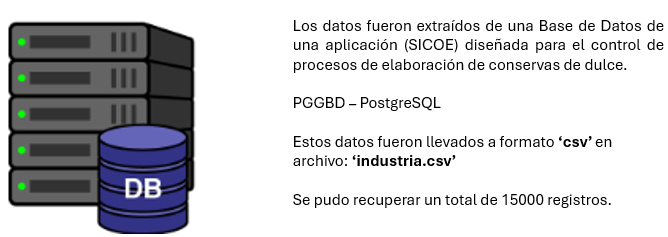 Los datos fueron extraídos de una Base de Datos de
una aplicación (SICOE) diseñada para el control de
procesos de elaboración de conservas de dulce.
PGGBD – PostgreSQL
Estos datos fueron llevados a formato ‘csv’ en
archivo: ‘industria.csv’
Se pudo recuperar un total de 15000 registros.
DB